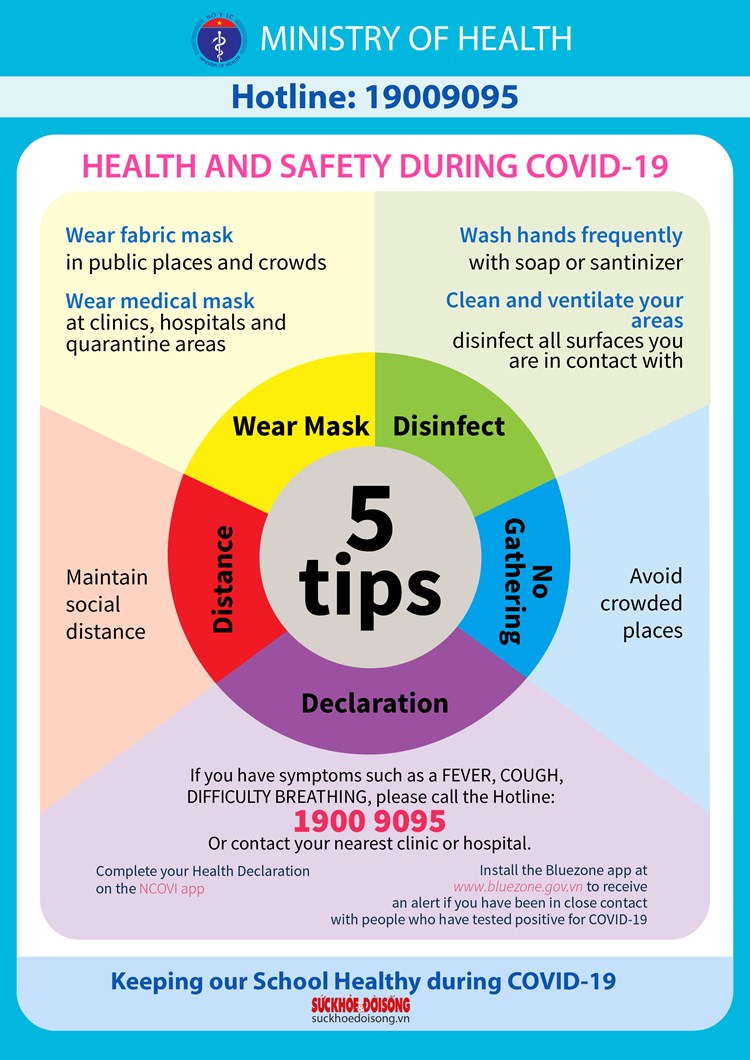 BỘ Y TẾ
MINISTRY OF HEALTH
MINISTRY OF HEALTH
Hotline: 19009095
HEALTH AND SAFETY DURING COVID-19
Wear fabric mask
in public places and crowds
Wear medical mask
at clinics, hospitals and
quarantine areas
Wash hands frequently
with soap or santinizer
Clean and ventilate your
areas
disinfect all surfaces you
are in contact with
Wear Mask
Disinfect
Distance
5
tips
No
Gathering
Declaration
Maintain
social
distance
Avoid
crowded
places
If you have symptoms such as a FEVER, COUGH,
DIFFICULTY BREATHING, please call the Hotline:
1900 9095
Or contact your nearest clinic or hospital.
Complete your Health Declaration
on the NCOVI app
Install the Bluezone app at
www.bluezone.gov.vn to receive
an alert if you have been in close contact
with people who have tested positive for COVID-19
Keeping our School Healthy during COVID-19
SỨCKHỎE ĐỜISỐNG
suckhoedoisong.vn